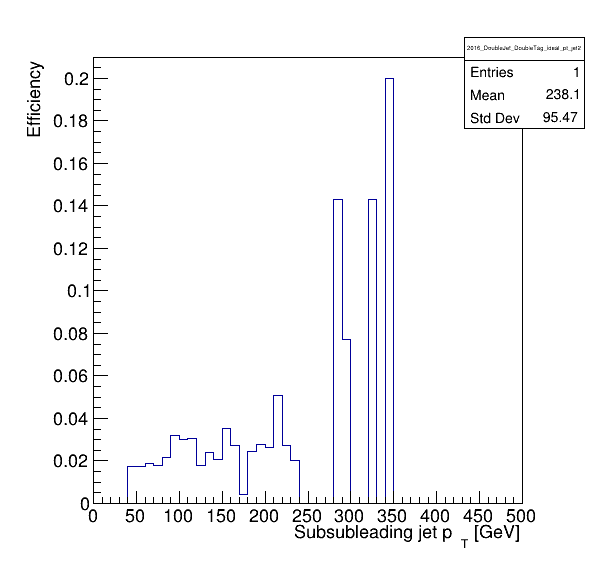 2016_DoubleJet_DoubleTag_ideal_pt_jet2
Entries 1
Mean 238.1
Std Dev 95.47
Efficiency
0.2
0.18
0.16
0.14
0.12
0.1
0.08
0.06
0.04
0.02
0
0 50 100 150 200 250 300 350 400 450 500
Subsubleading jet p T [GeV]